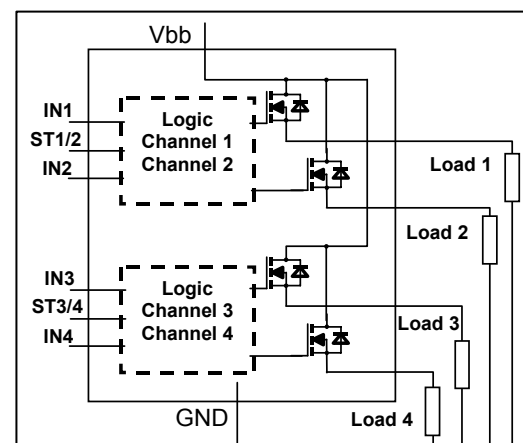 Vbb
IN1
ST1/2
IN2
Logic
Channel 1
Channel 2
Load 1
Load 2
IN3
ST3/4
IN4
Logic
Channel 3
Channel 4
Load 3
Load 4
GND